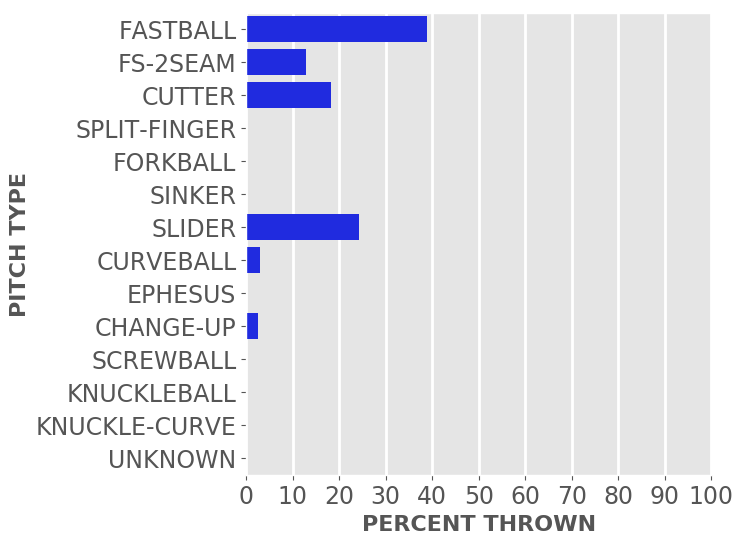 FASTBALL
FS-2SEAM
CUTTER
SPLIT-FINGER
FORKBALL
SINKER
SLIDER
CURVEBALL
EPHESUS
CHANGE-UP
SCREWBALL
KNUCKLEBALL
KNUCKLE-CURVE
UNKNOWN
PITCH TYPE
0 10 20 30 40 50 60 70 80 90 100
PERCENT THROWN